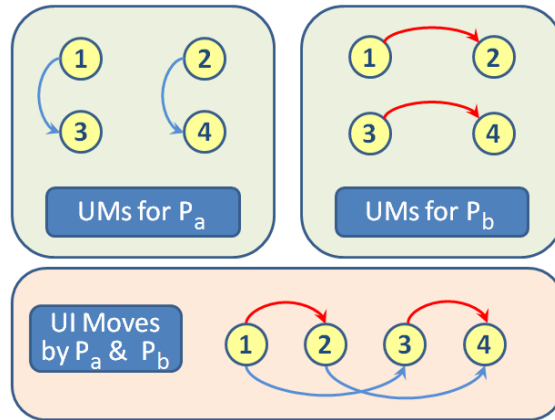 1 2
3 4
UMs for Pa
1 2
3 4
UMs for Pb
UI Moves
by Pa & Pb
1 2 3 4